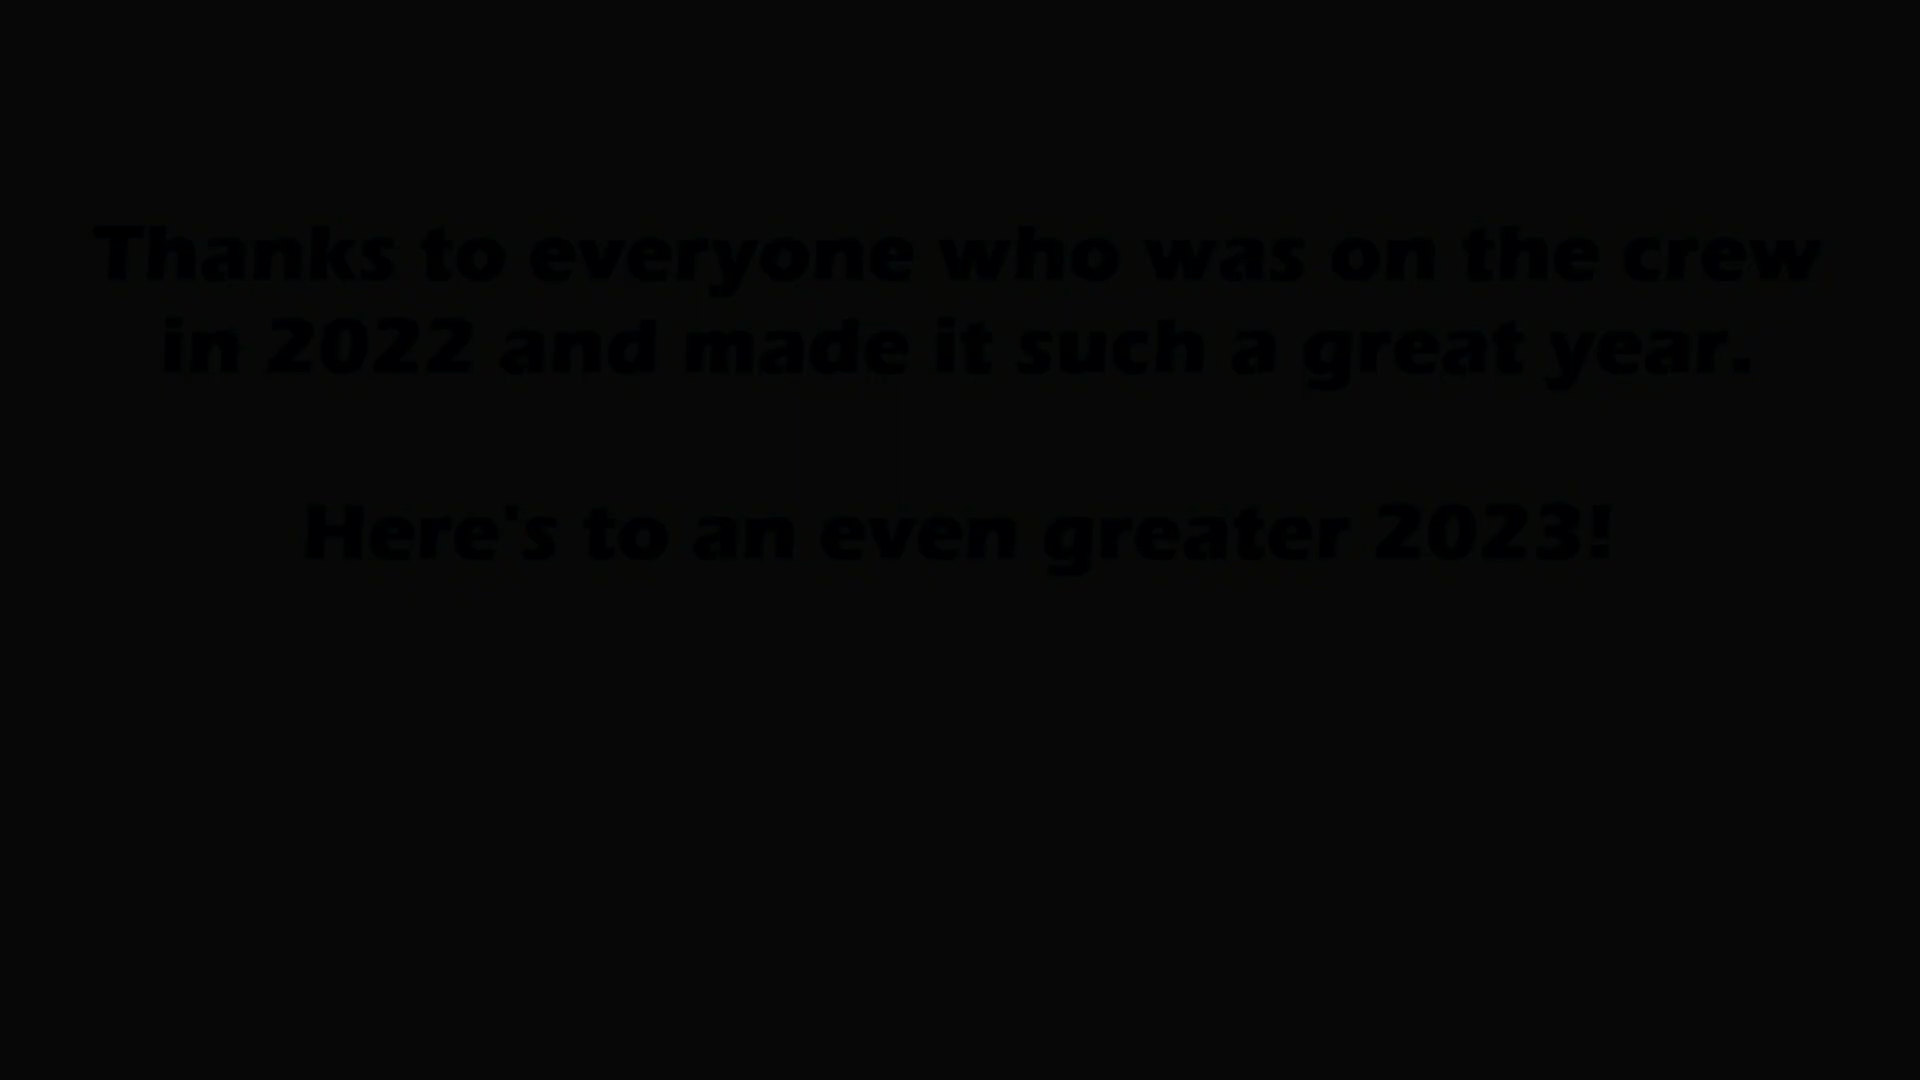 Thanks to everyone who was on the crew
in 2022 and made it such a great year.
Here's to an even greater 2023!